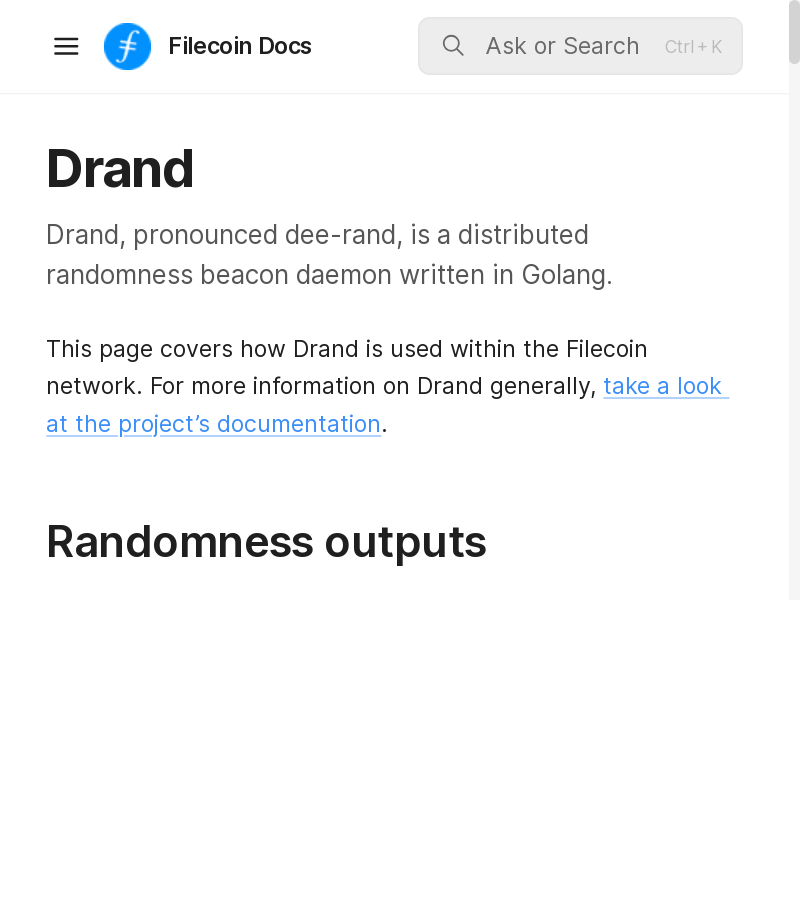 Filecoin Docs
Ask or Search
Ctrl + K
Drand
Drand, pronounced dee-rand, is a distributed
randomness beacon daemon written in Golang.
This page covers how Drand is used within the Filecoin
network. For more information on Drand generally, take a look
at the project’s documentation.
Randomness outputs